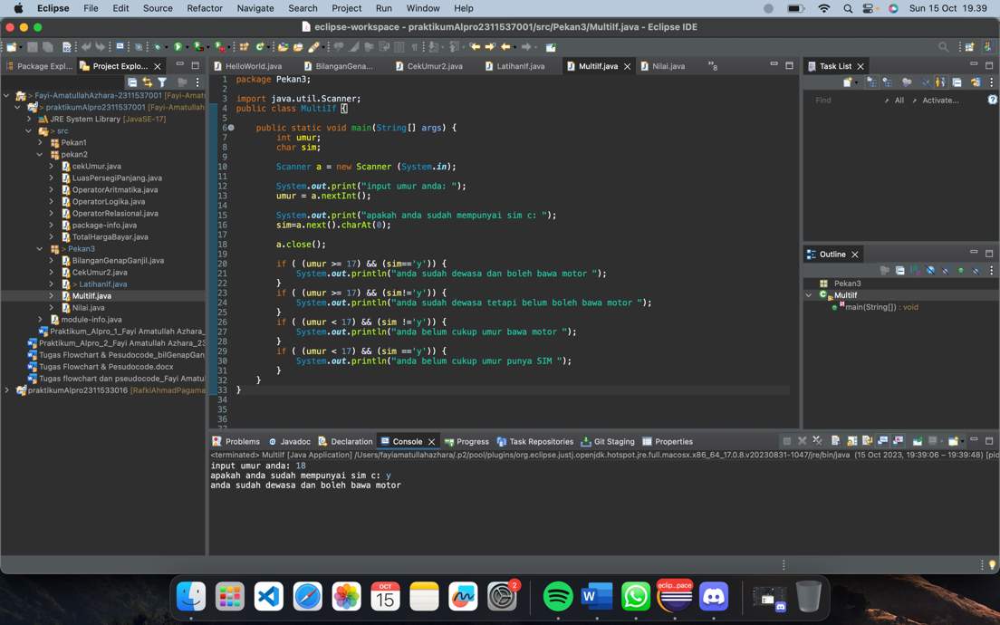 Eclipse File Edit Source Refactor Navigate Search Project Run Window Help Sun 15 Oct 19.39
eclipse-workspace - praktikumAlpro2311537001/src/Pekan3/MultiIf.java - Eclipse IDE
Package Expl... Project Explo...
> Fayi-AmatullahAzhara-2311537001 [Fayi-Amat
> praktikumAlpro2311537001 [Fayi-Amatullah
JRE System Library [JavaSE-17]
> src
Pekan1
pekan2
cekUmur.java
LuasPersegiPanjang.java
OperatorAritmatika.java
OperatorLogika.java
OperatorRelasional.java
package-info.java
TotalHargaBayar.java
> Pekan3
BilanganGenapGanjil.java
CekUmur2.java
> LatihanIf.java
MultiIf.java
Nilai.java
module-info.java
Praktikum_Alpro_1_Fayi Amatullah Azhara_
Praktikum_Alpro_2_Fayi Amatullah Azhara_23
Tugas Flowchart & Pesudocode_bilGenapGan
Tugas Flowchart & Pesudocode.docx
Tugas flowchart dan pseudocode_Fayi Amatul
praktikumAlpro2311533016 [RafkiAhmadPagama
HelloWorld.java BilanganGena... CekUmur2.java LatihanIf.java MultiIf.java Nilai.java »8
1 package Pekan3;
2
3 import java.util.Scanner;
4 public class MultiIf {
5
6 public static void main(String[] args) {
7 int umur;
8 char sim;
9
10 Scanner a = new Scanner (System.in);
11
12 System.out.print("input umur anda: ");
13 umur = a.nextInt();
14
15 System.out.print("apakah anda sudah mempunyai sim c: ");
16 sim=a.next().charAt(0);
17
18 a.close();
19
20 if ( (umur >= 17) && (sim=='y')) {
21 System.out.println("anda sudah dewasa dan boleh bawa motor ");
22 }
23 if ( (umur >= 17) && (sim!='y')) {
24 System.out.println("anda sudah dewasa tetapi belum boleh bawa motor ");
25 }
26 if ( (umur < 17) && (sim !='y')) {
27 System.out.println("anda belum cukup umur bawa motor ");
28 }
29 if ( (umur < 17) && (sim =='y')) {
30 System.out.println("anda belum cukup umur punya SIM ");
31 }
32 }
33 }
34
35
36
37
Task List
Find All Activate...
Outline
Pekan3
MultiIf
main(String[]) : void
Problems Javadoc Declaration Console Progress Task Repositories Git Staging Properties
<terminated> MultiIf [Java Application] /Users/fayiamatullahazhara/.p2/pool/plugins/org.eclipse.justj.openjdk.hotspot.jre.full.macosx.x86_64_17.0.8.v20230831-1047/jre/bin/java (15 Oct 2023, 19:39:06 – 19:39:48) [pid
input umur anda: 18
apakah anda sudah mempunyai sim c: y
anda sudah dewasa dan boleh bawa motor
OCT
15
2
eclip...pace